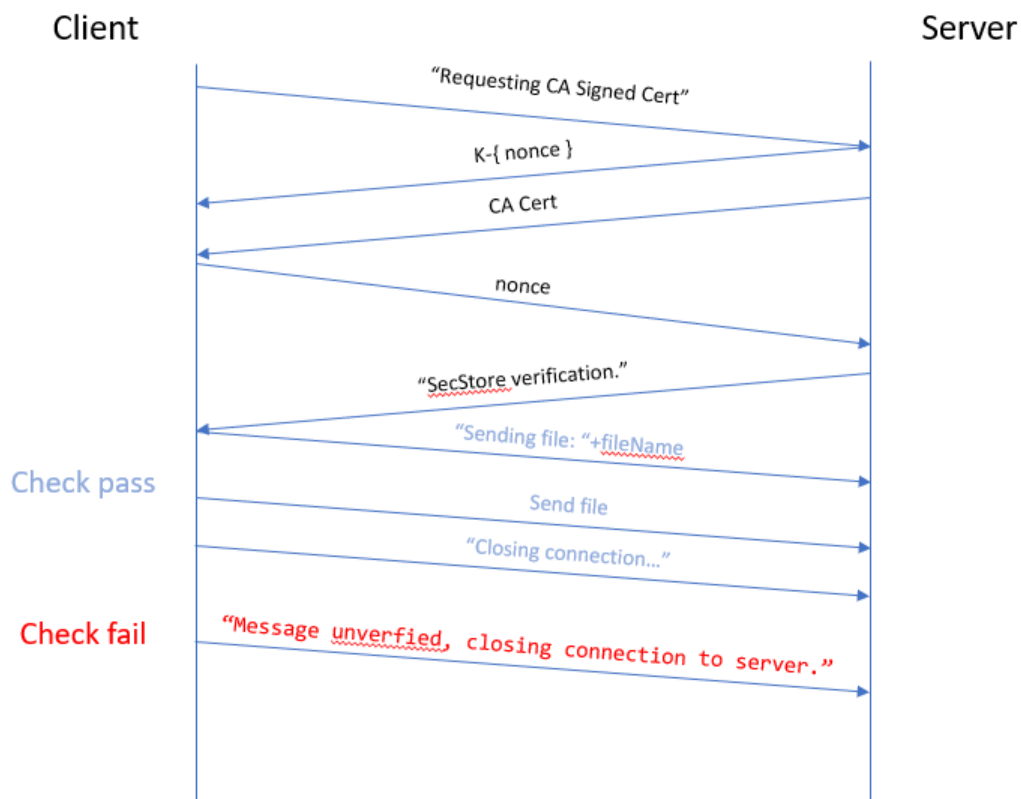 Client
Server
“Requesting CA Signed Cert”
K-{ nonce }
CA Cert
nonce
“SecStore verification.”
“Sending file: “+fileName
Check pass
Send file
“Closing connection…”
Check fail
“Message unverfied, closing connection to server.”